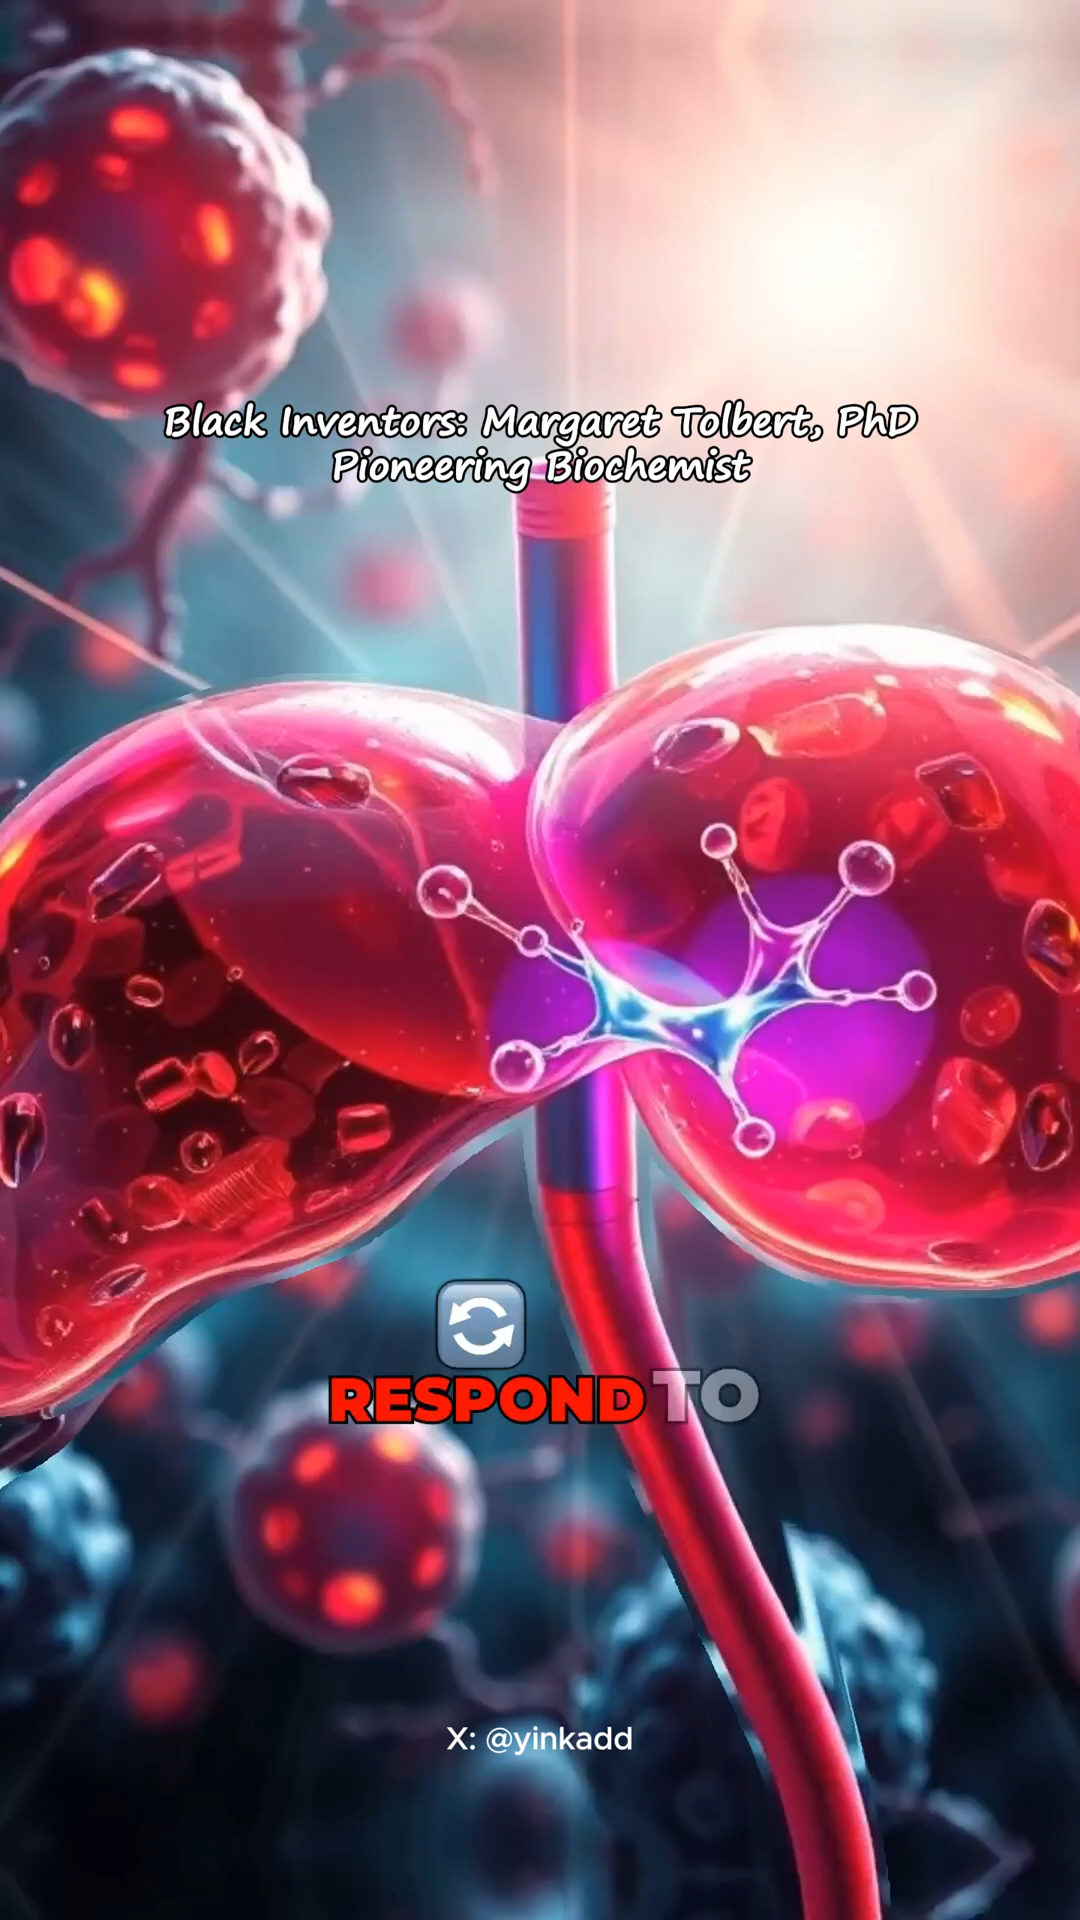 Black Inventors: Margaret Tolbert, PhD
Pioneering Biochemist
RESPOND TO
X: @yinkadd